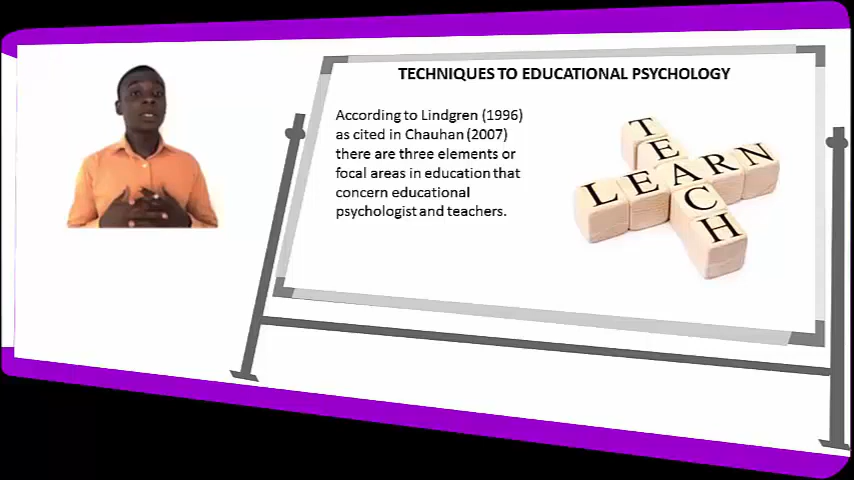 TECHNIQUES TO EDUCATIONAL PSYCHOLOGY
According to Lindgren (1996)
as cited in Chauhan (2007)
there are three elements or
focal areas in education that
concern educational
psychologist and teachers.
TEACH
LEARN